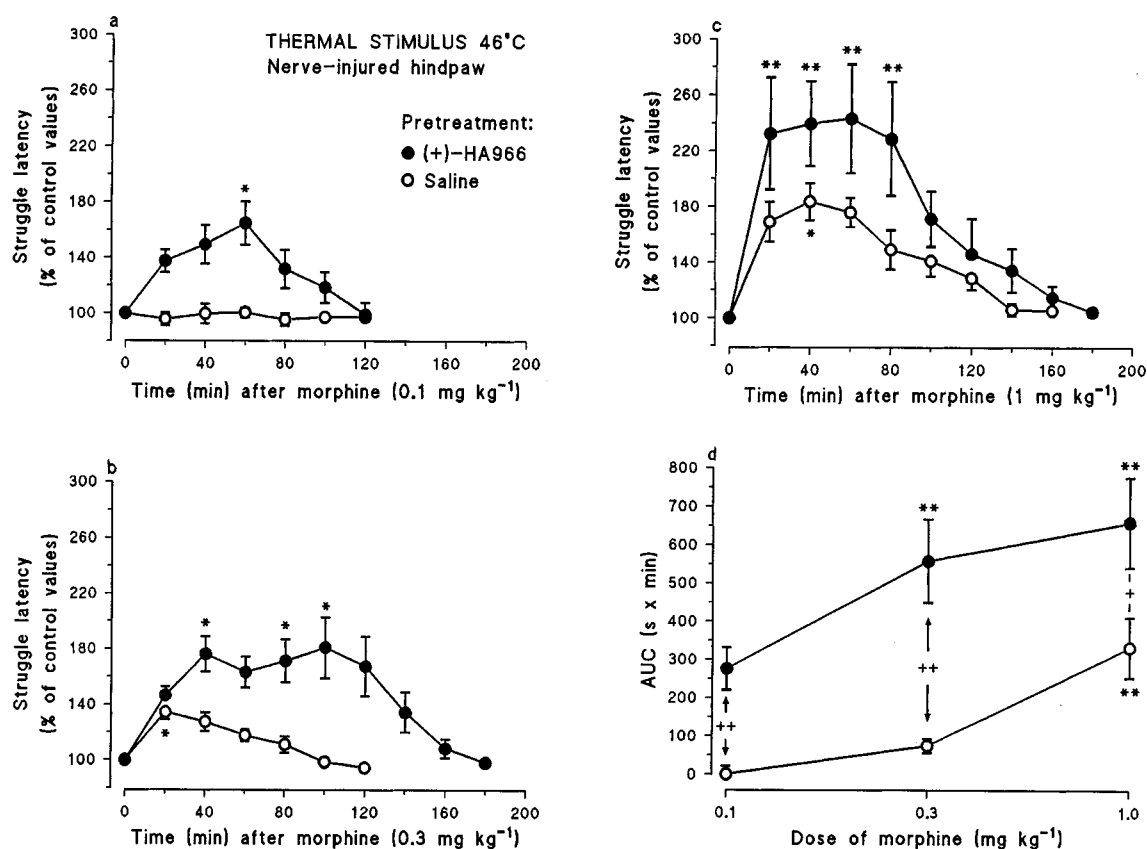 a
THERMAL STIMULUS 46°C
Nerve-injured hindpaw
Pretreatment:
(+)-HA966
Saline
Struggle latency
(% of control values)
300
260
220
180
140
100
*
0 40 80 120 160 200
Time (min) after morphine (0.1 mg kg⁻¹)
b
Struggle latency
(% of control values)
300
260
220
180
140
100
* * *
*
0 40 80 120 160 200
Time (min) after morphine (0.3 mg kg⁻¹)
c
Struggle latency
(% of control values)
300
260
220
180
140
100
** ** ** **
*
0 40 80 120 160 200
Time (min) after morphine (1 mg kg⁻¹)
d
AUC (s x min)
800
700
600
500
400
300
200
100
0
** **
++ ++ +
**
0.1 0.3 1.0
Dose of morphine (mg kg⁻¹)